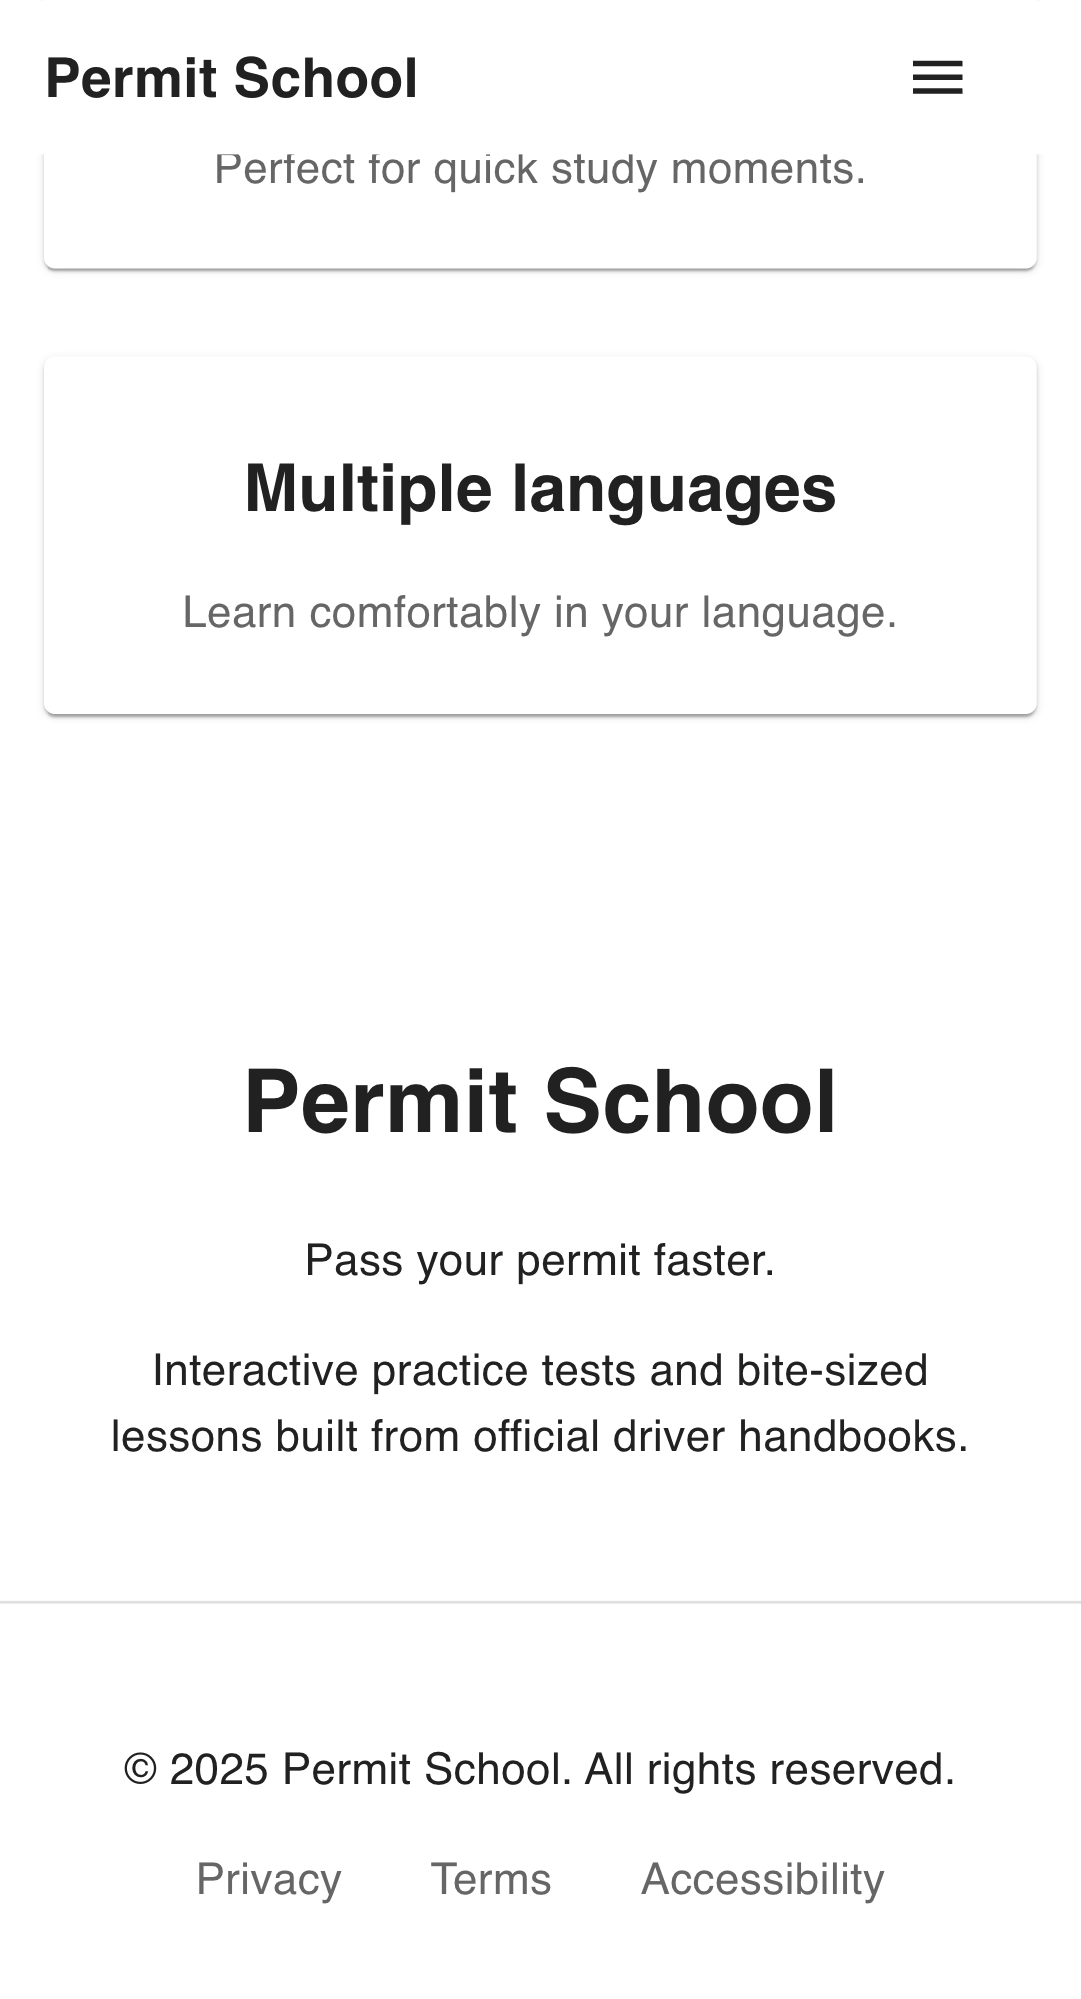 Permit School
Perfect for quick study moments.
Multiple languages
Learn comfortably in your language.
Permit School
Pass your permit faster.
Interactive practice tests and bite-sized
lessons built from official driver handbooks.
© 2025 Permit School. All rights reserved.
Privacy Terms Accessibility